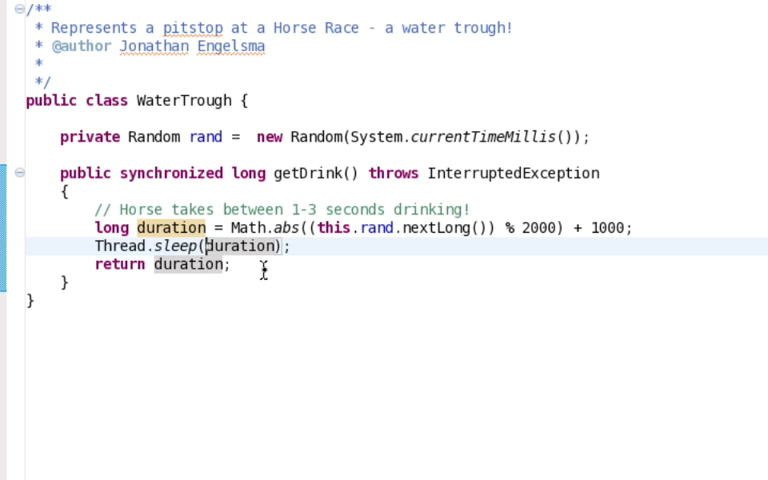 /**
 * Represents a pitstop at a Horse Race - a water trough!
 * @author Jonathan Engelsma
 *
 */
public class WaterTrough {
private Random rand =  new Random(System.currentTimeMillis());
public synchronized long getDrink() throws InterruptedException
{
// Horse takes between 1-3 seconds drinking!
long duration = Math.abs((this.rand.nextLong()) % 2000) + 1000;
Thread.sleep(duration);
return duration;
}
}